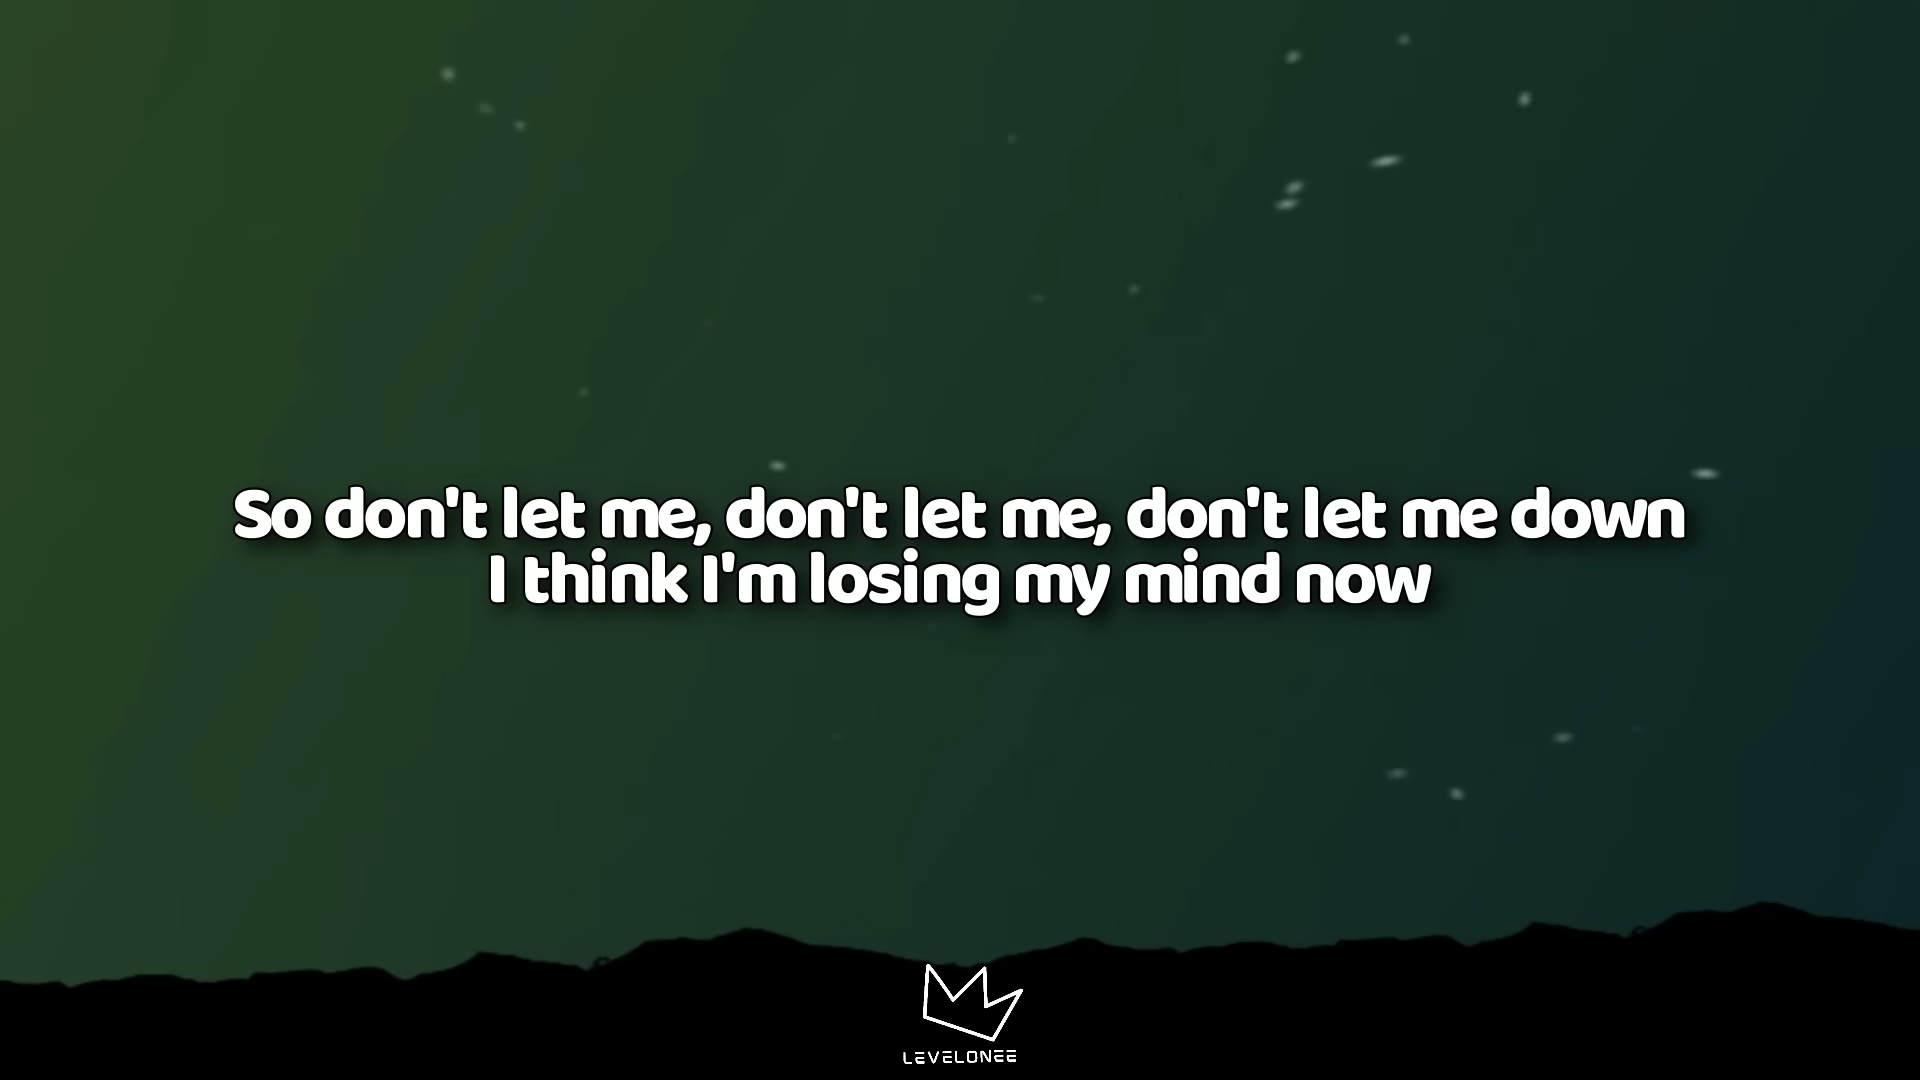 So don't let me, don't let me, don't let me down
I think I'm losing my mind now
LEVELONEE